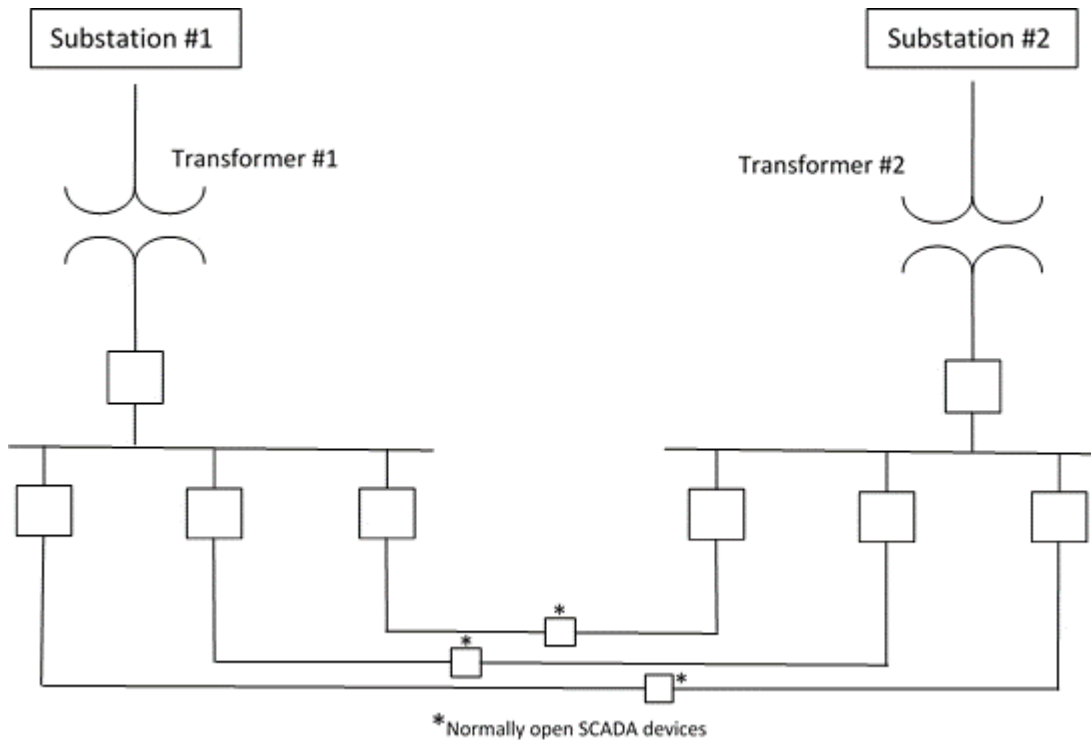 Substation #1
Substation #2
Transformer #1
Transformer #2
*
*
*
*Normally open SCADA devices